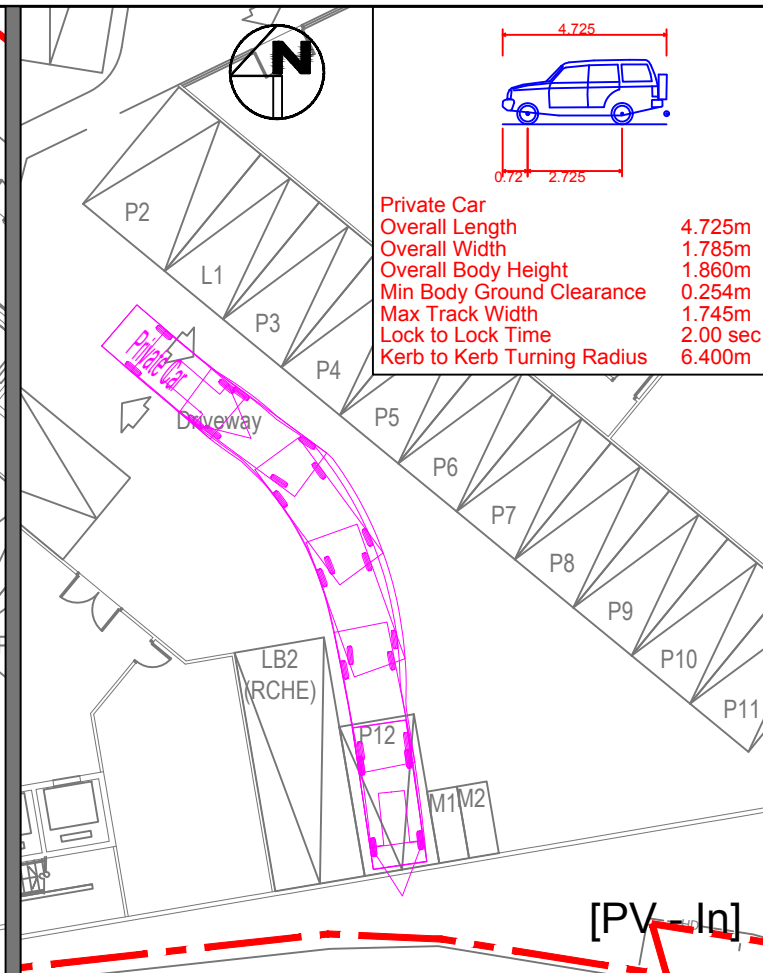 N
4.725
0.72 2.725
Private Car
Overall Length 4.725m
Overall Width 1.785m
Overall Body Height 1.860m
Min Body Ground Clearance 0.254m
Max Track Width 1.745m
Lock to Lock Time 2.00 sec
Kerb to Kerb Turning Radius 6.400m
P2
L1
P3
P4
P5
P6
P7
P8
P9
P10
P11
Private Car
Driveway
LB2
(RCHE)
P12
M1 M2
[PV - In]